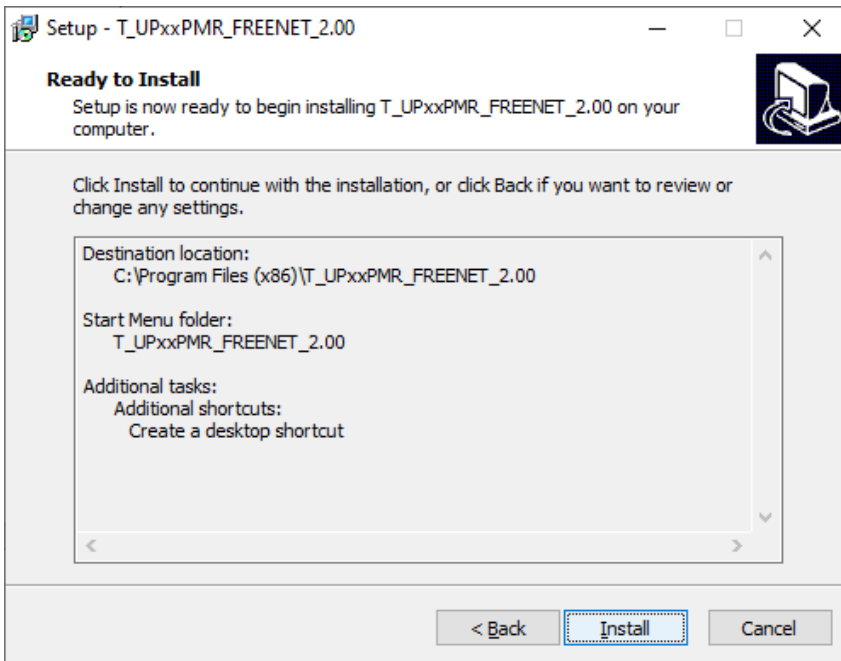 Setup - T_UPxxPMR_FREENET_2.00
Ready to Install
Setup is now ready to begin installing T_UPxxPMR_FREENET_2.00 on your
computer.
Click Install to continue with the installation, or click Back if you want to review or
change any settings.
Destination location:
C:\Program Files (x86)\T_UPxxPMR_FREENET_2.00
Start Menu folder:
T_UPxxPMR_FREENET_2.00
Additional tasks:
Additional shortcuts:
Create a desktop shortcut
< Back
Install
Cancel